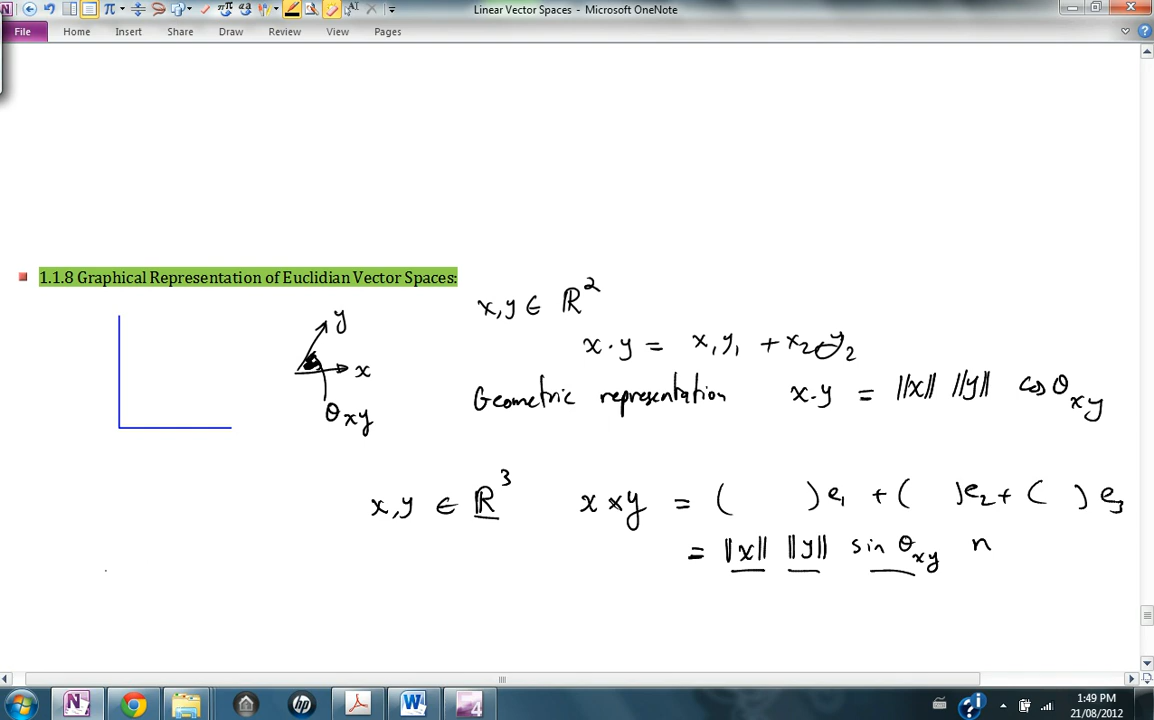 Linear Vector Spaces - Microsoft OneNote
File Home Insert Share Draw Review View Pages
1.1.8 Graphical Representation of Euclidian Vector Spaces:
x,y ∈ ℝ²
y
x
θxy
x·y = x₁y₁ + x₂y₂
Geometric representation x·y = ||x|| ||y|| cos θxy
x,y ∈ ℝ³ x×y = ( )e₁ + ( )e₂ + ( )e₃
= ||x|| ||y|| sin θxy n
1:49 PM
21/08/2012